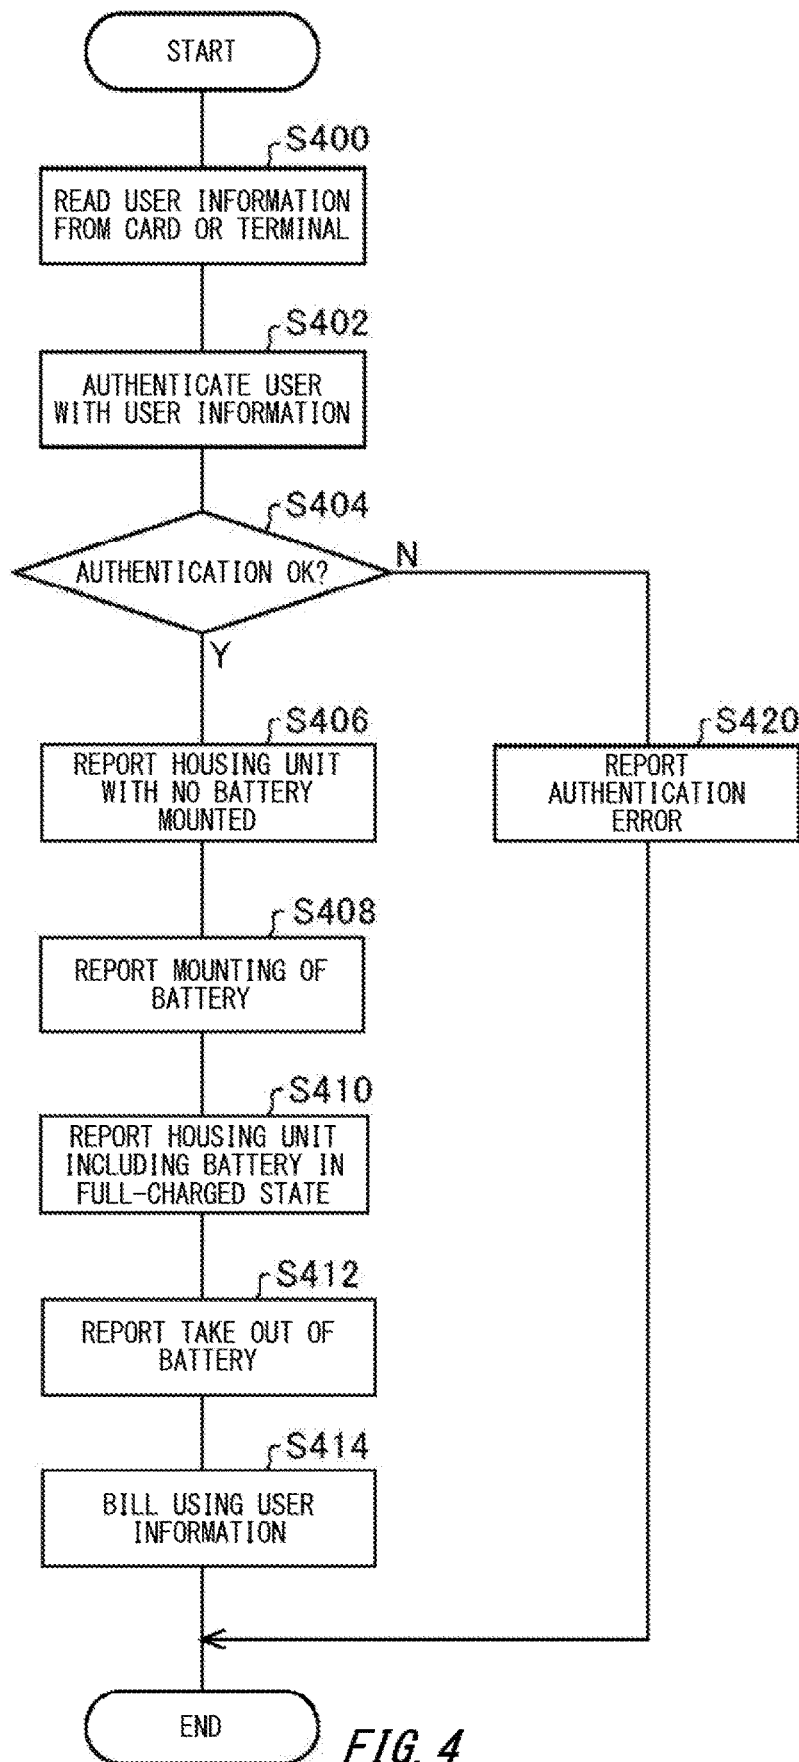 START
S400
READ USER INFORMATION
FROM CARD OR TERMINAL
S402
AUTHENTICATE USER
WITH USER INFORMATION
S404
AUTHENTICATION OK?
N
Y
S406
REPORT HOUSING UNIT
WITH NO BATTERY
MOUNTED
S420
REPORT
AUTHENTICATION
ERROR
S408
REPORT MOUNTING OF
BATTERY
S410
REPORT HOUSING UNIT
INCLUDING BATTERY IN
FULL-CHARGED STATE
S412
REPORT TAKE OUT OF
BATTERY
S414
BILL USING USER
INFORMATION
END
FIG. 4